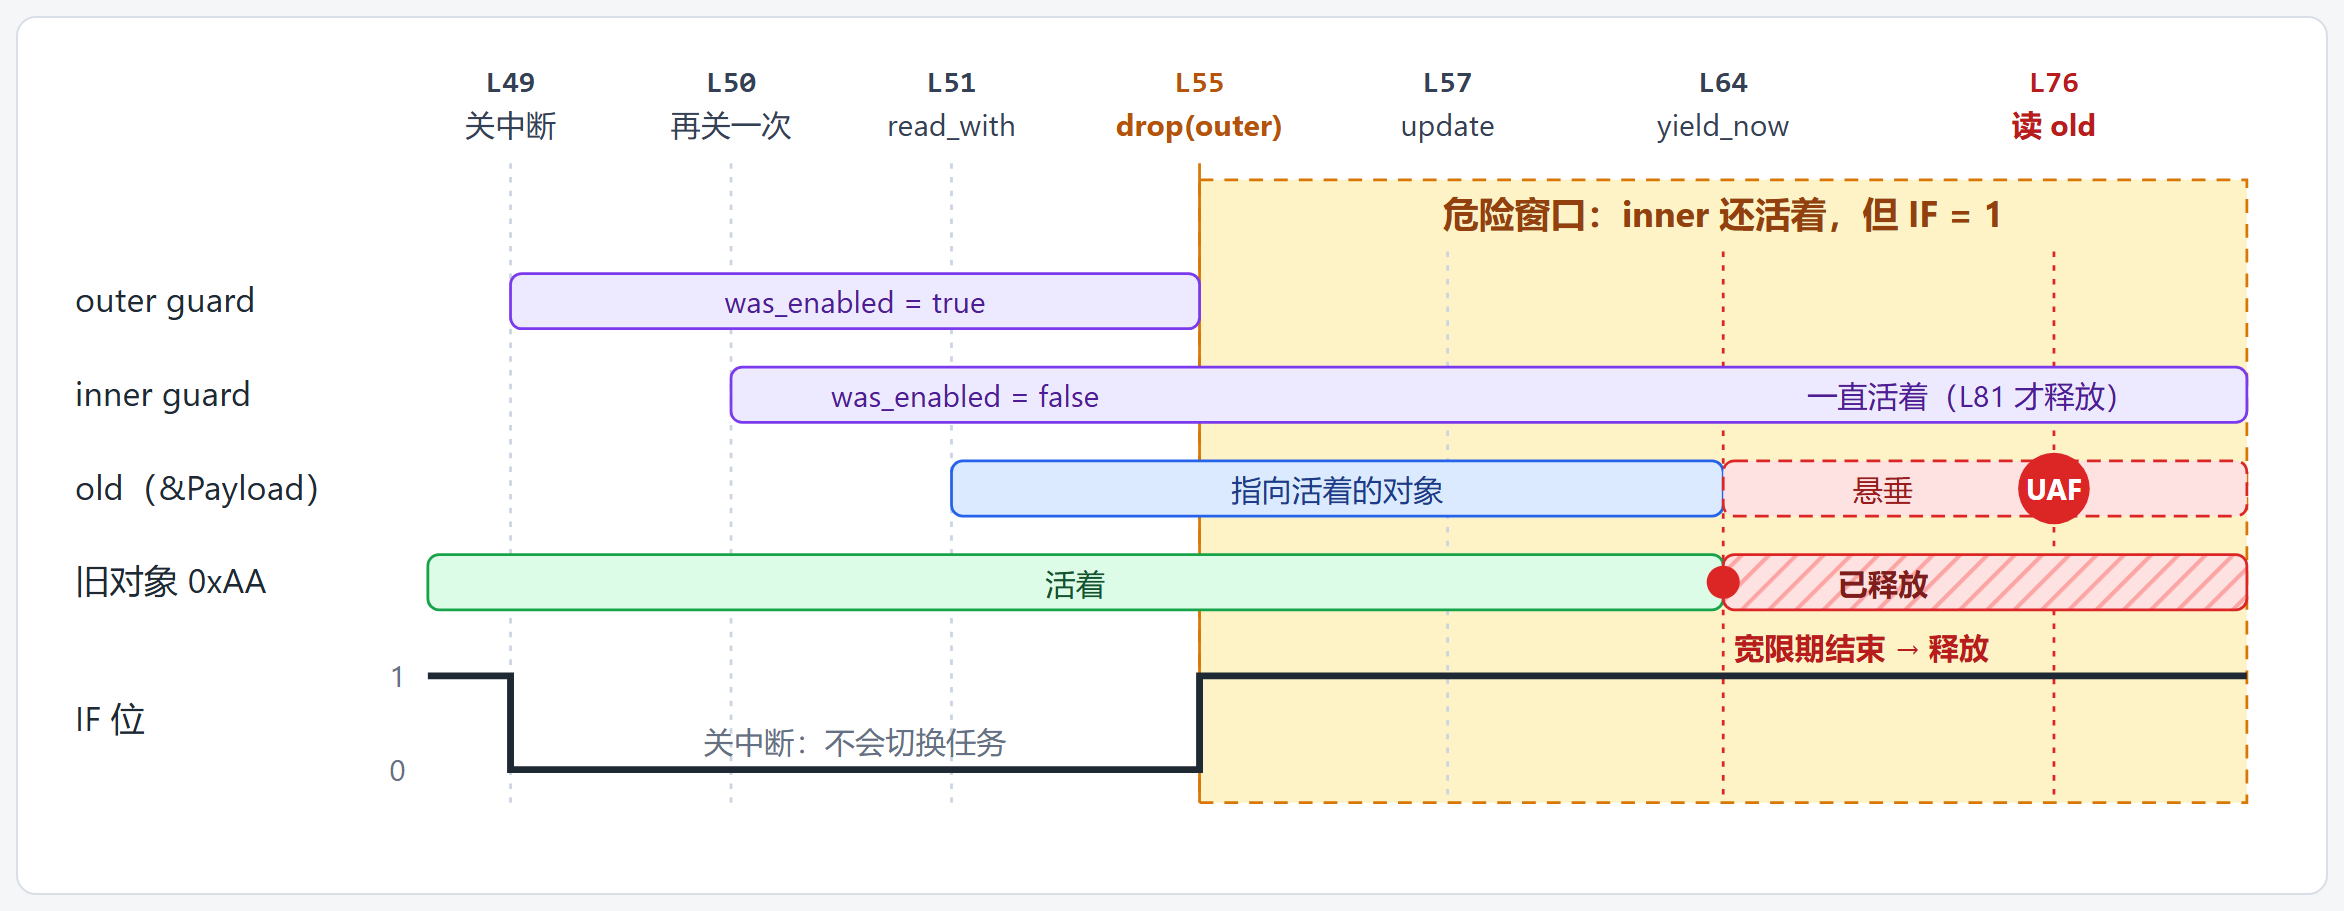 L49
关中断
L50
再关一次
L51
read_with
L55
drop(outer)
L57
update
L64
yield_now
L76
读 old
危险窗口：inner 还活着，但 IF = 1
outer guard
was_enabled = true
inner guard
was_enabled = false
一直活着（L81 才释放）
old（&Payload）
指向活着的对象
悬垂
UAF
旧对象 0xAA
活着
已释放
宽限期结束 → 释放
IF 位
1
0
关中断：不会切换任务